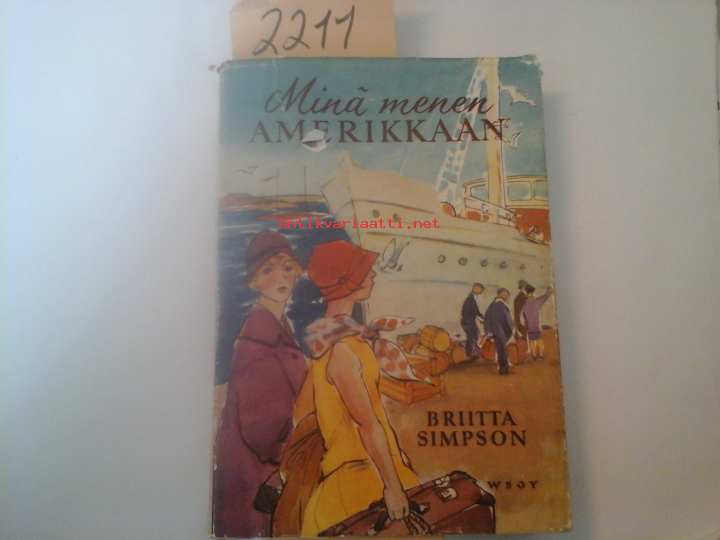 2211
Minä menen
AMERIKKAAN
Antikvariaatti.net
BRIITTA
SIMPSON
WSOY